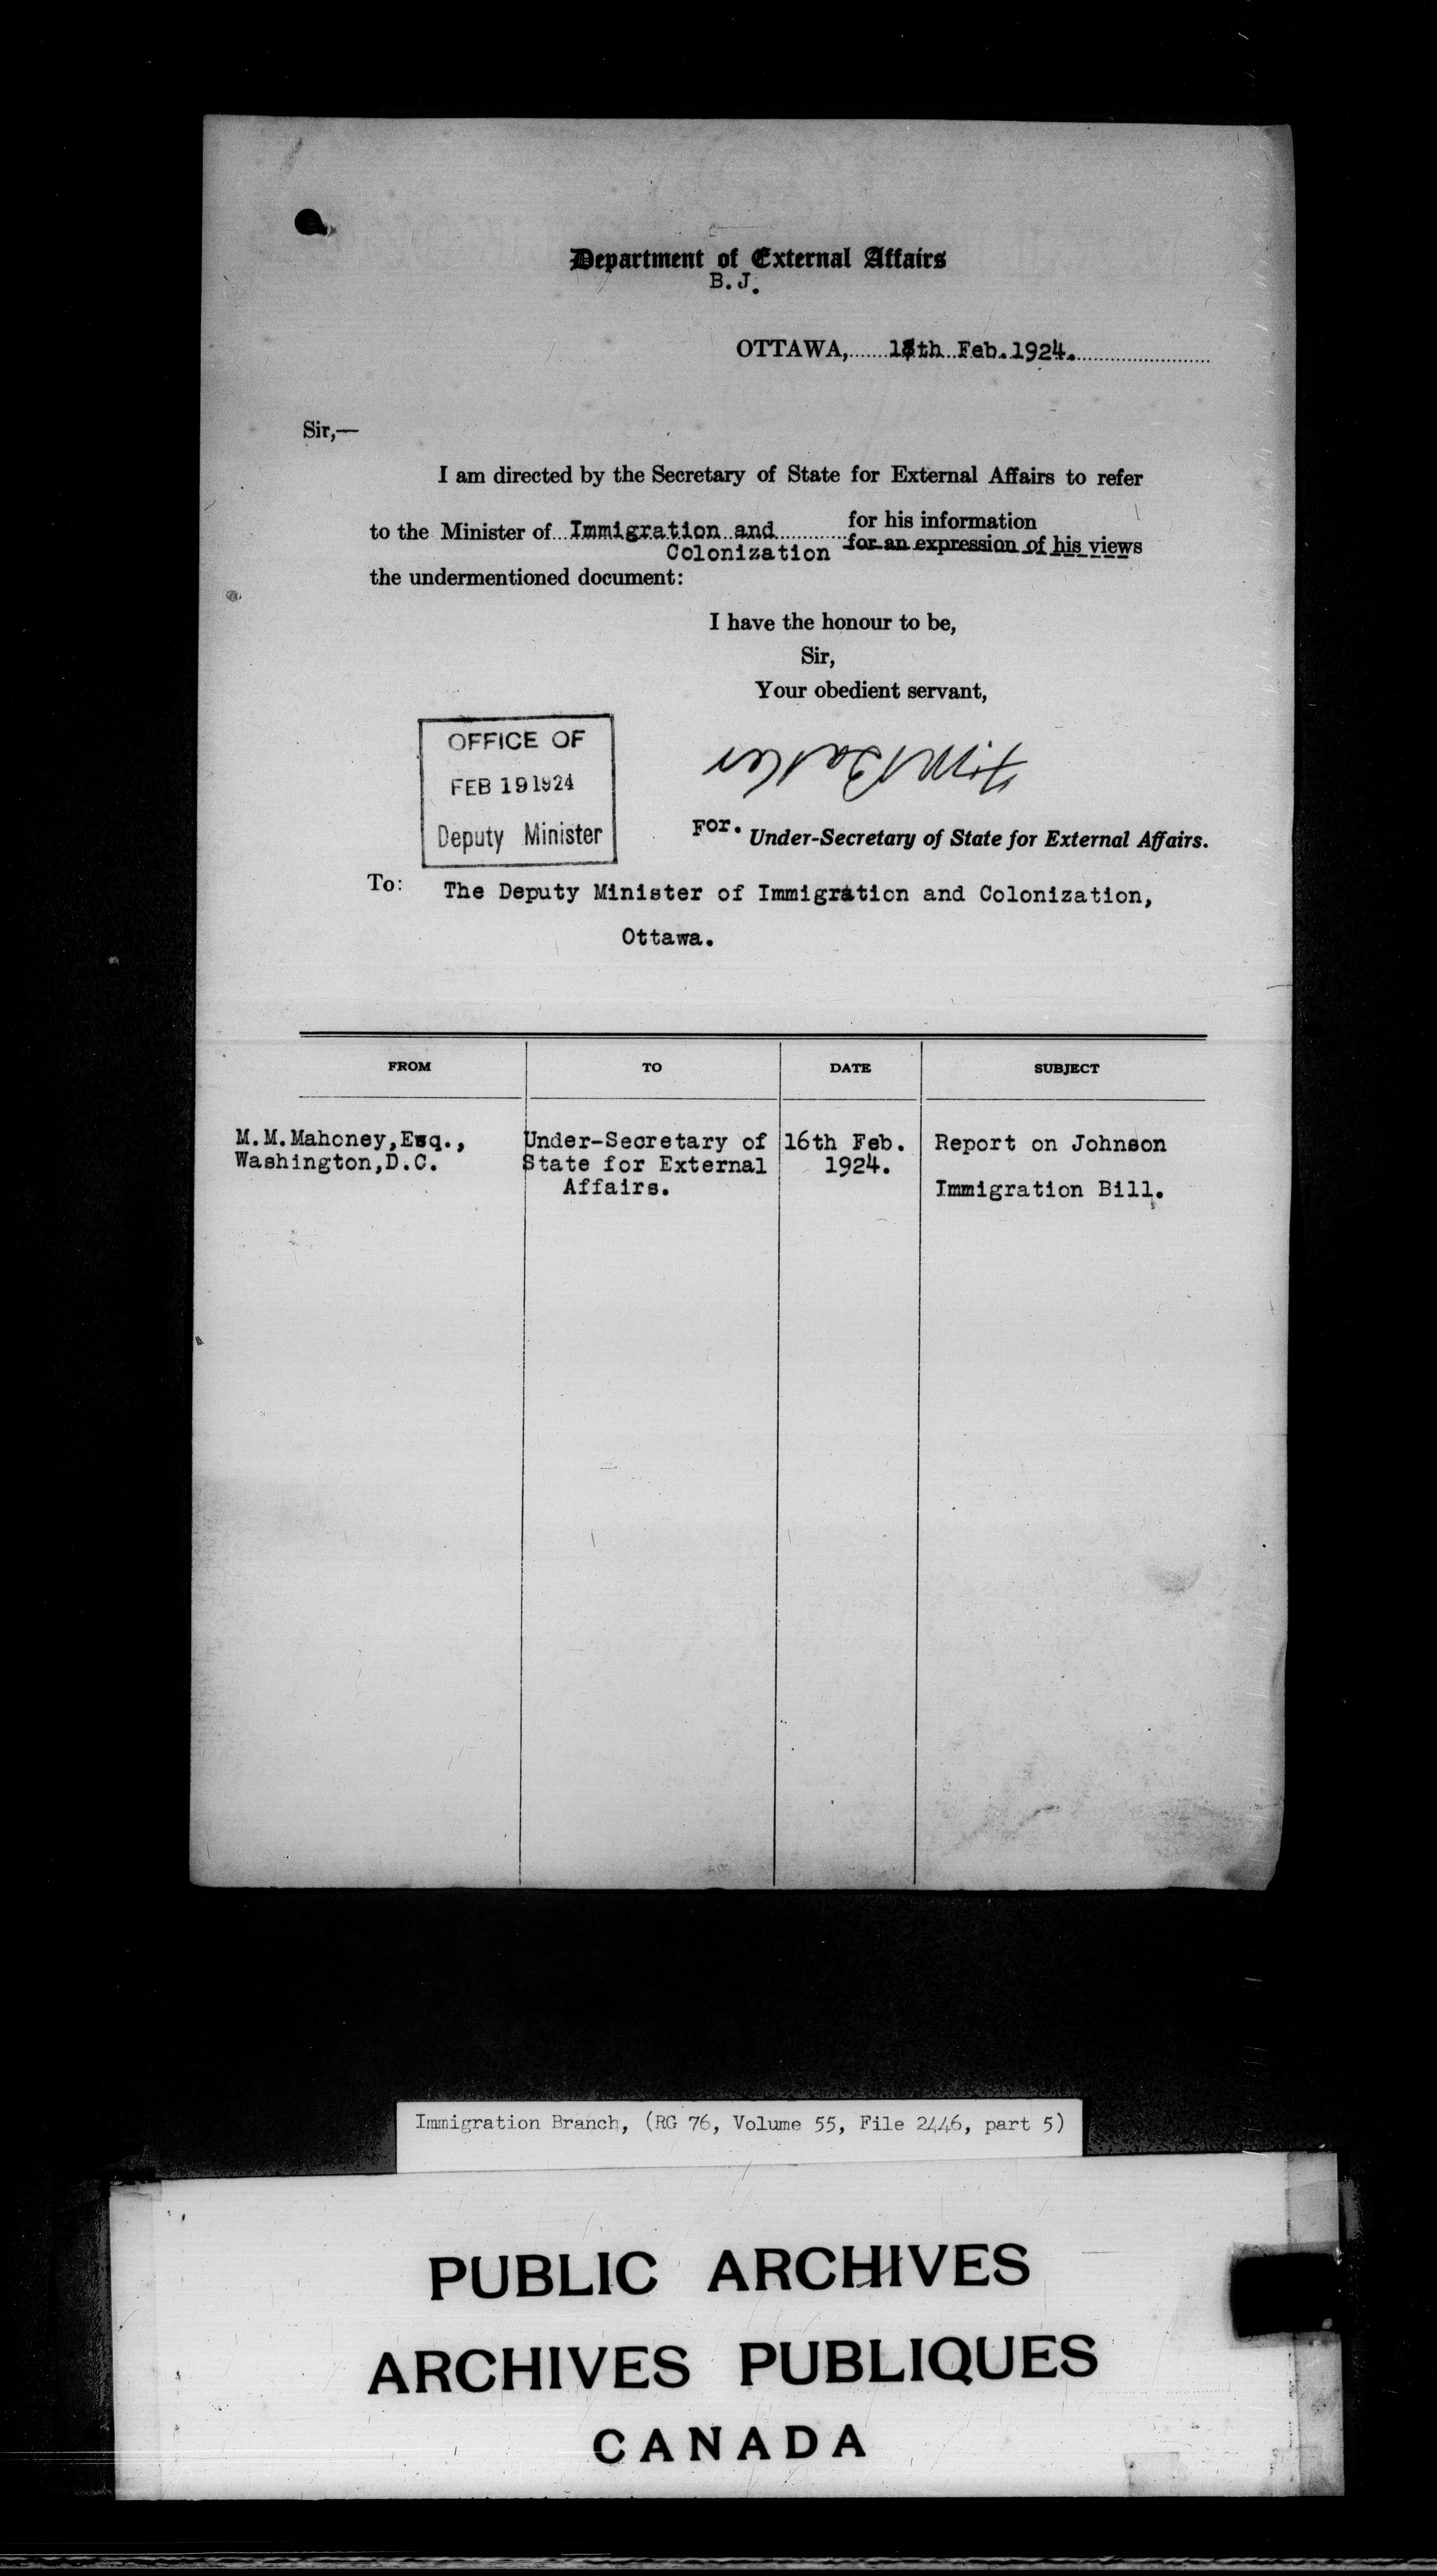 Department of External Affairs
B.J.
OTTAWA, 18th Feb. 1924.
Sir,—
I am directed by the Secretary of State for External Affairs to refer
for his information
to the Minister of Immigration and
Colonization for an expression of his views
the undermentioned document:
I have the honour to be,
Sir,
Your obedient servant,
OFFICE OF
FEB 19 1924
Deputy Minister
For. Under-Secretary of State for External Affairs.
To: The Deputy Minister of Immigration and Colonization,
Ottawa.
FROM TO DATE SUBJECT
M.M.Mahoney,Esq., Under-Secretary of 16th Feb. Report on Johnson
Washington,D.C. State for External 1924.
Affairs. Immigration Bill.
Immigration Branch, (RG 76, Volume 55, File 2446, part 5)
PUBLIC ARCHIVES
ARCHIVES PUBLIQUES
CANADA